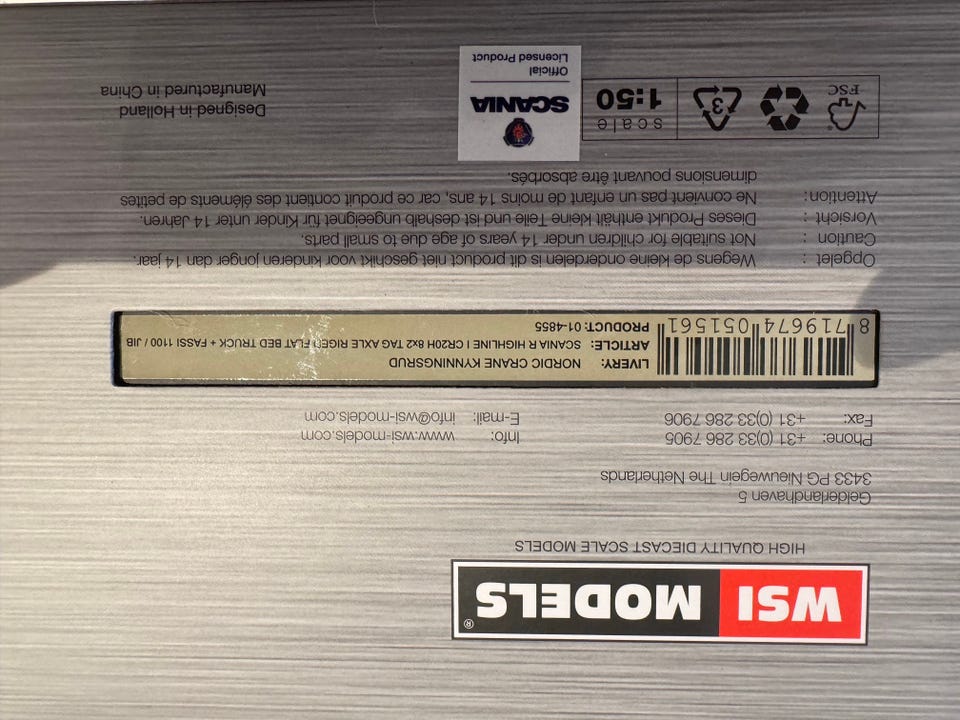 WSI MODELS®
HIGH QUALITY DIECAST SCALE MODELS
Gelderlandhaven 5
3433 PG Nieuwegein The Netherlands
Phone: +31 (0)33 286 7905 Info: www.wsi-models.com
Fax: +31 (0)33 286 7906 E-mail: info@wsi-models.com
LIVERY: NORDIC CRANE KYNNINGSRUD
ARTICLE: SCANIA R HIGHLINE | CR20H 8x2 TAG AXLE RIGED FLAT BED TRUCK + FASSI 1100 / JIB
PRODUCT: 01-4855
8 719674 051561
Opgelet : Wegens de kleine onderdelen is dit product niet geschikt voor kinderen jonger dan 14 jaar.
Caution : Not suitable for children under 14 years of age due to small parts.
Vorsicht : Dieses Produkt enthält kleine Teile und ist deshalb ungeeignet für Kinder unter 14 Jahren.
Attention : Ne convient pas un enfant de moins 14 ans, car ce produit contient des éléments de petites
dimensions pouvant être absorbés.
FSC
3
scale
1:50
SCANIA
Official
Licensed Product
Designed in Holland
Manufactured in China